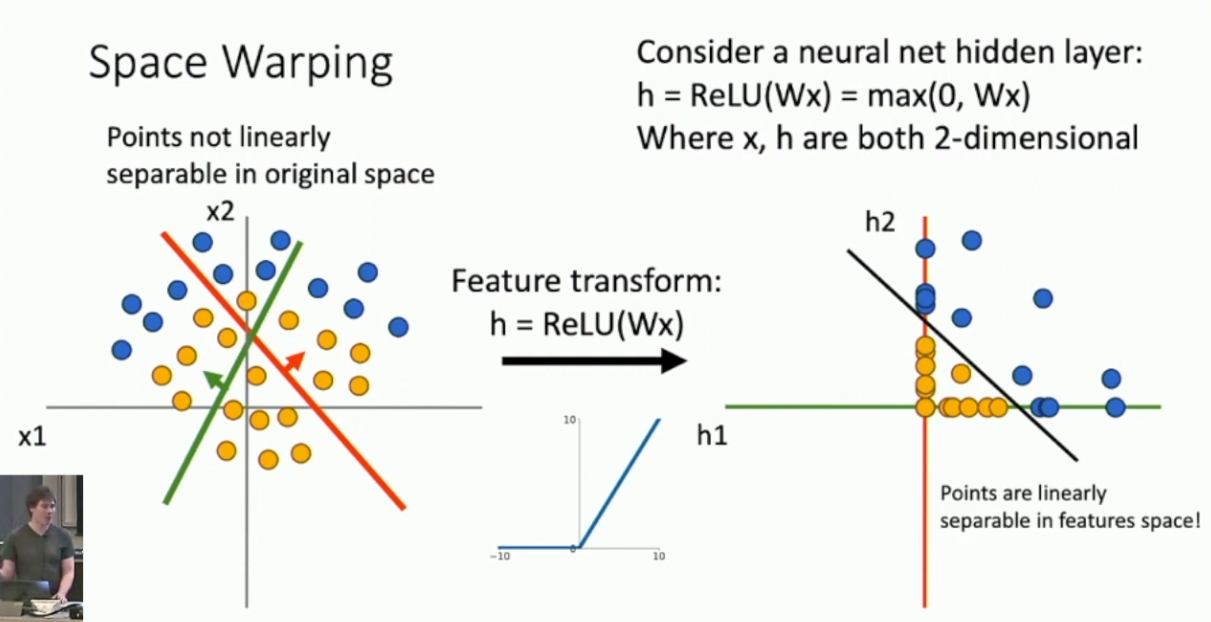 Space Warping
Consider a neural net hidden layer:
h = ReLU(Wx) = max(0, Wx)
Where x, h are both 2-dimensional
Points not linearly
separable in original space
x2
x1
Feature transform:
h = ReLU(Wx)
10
-10
0
10
h2
h1
Points are linearly
separable in features space!